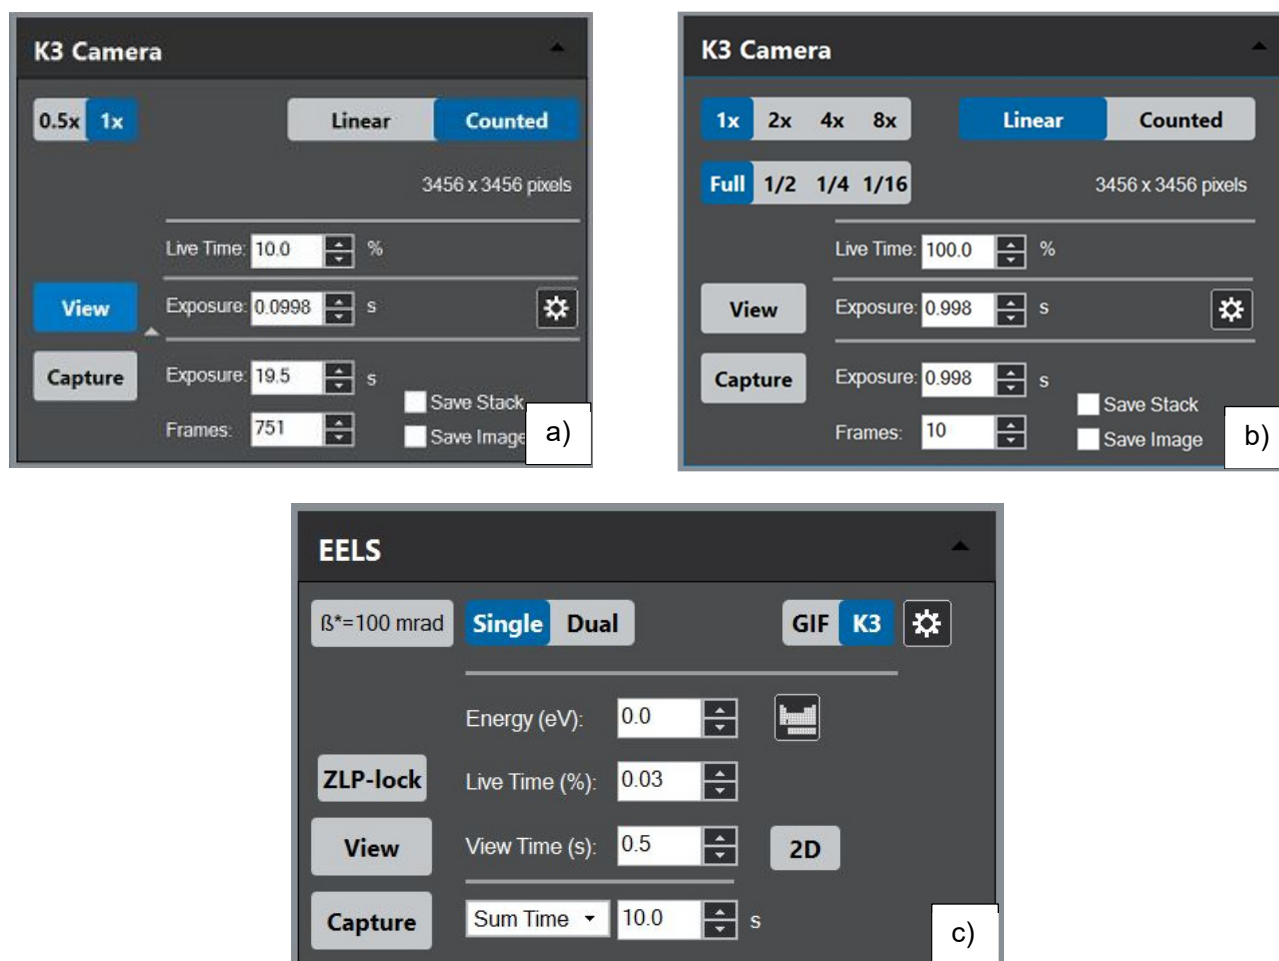 K3 Camera
0.5x 1x Linear Counted
3456 x 3456 pixels
Live Time: 10.0 %
View Exposure: 0.0998 s
Capture Exposure: 19.5 s
Save Stack
Frames: 751 Save Image
a)
K3 Camera
1x 2x 4x 8x Linear Counted
Full 1/2 1/4 1/16 3456 x 3456 pixels
Live Time: 100.0 %
View Exposure: 0.998 s
Capture Exposure: 0.998 s
Save Stack
Frames: 10 Save Image
b)
EELS
ß*=100 mrad Single Dual GIF K3
Energy (eV): 0.0
ZLP-lock Live Time (%): 0.03
View View Time (s): 0.5 2D
Capture Sum Time 10.0 s
c)